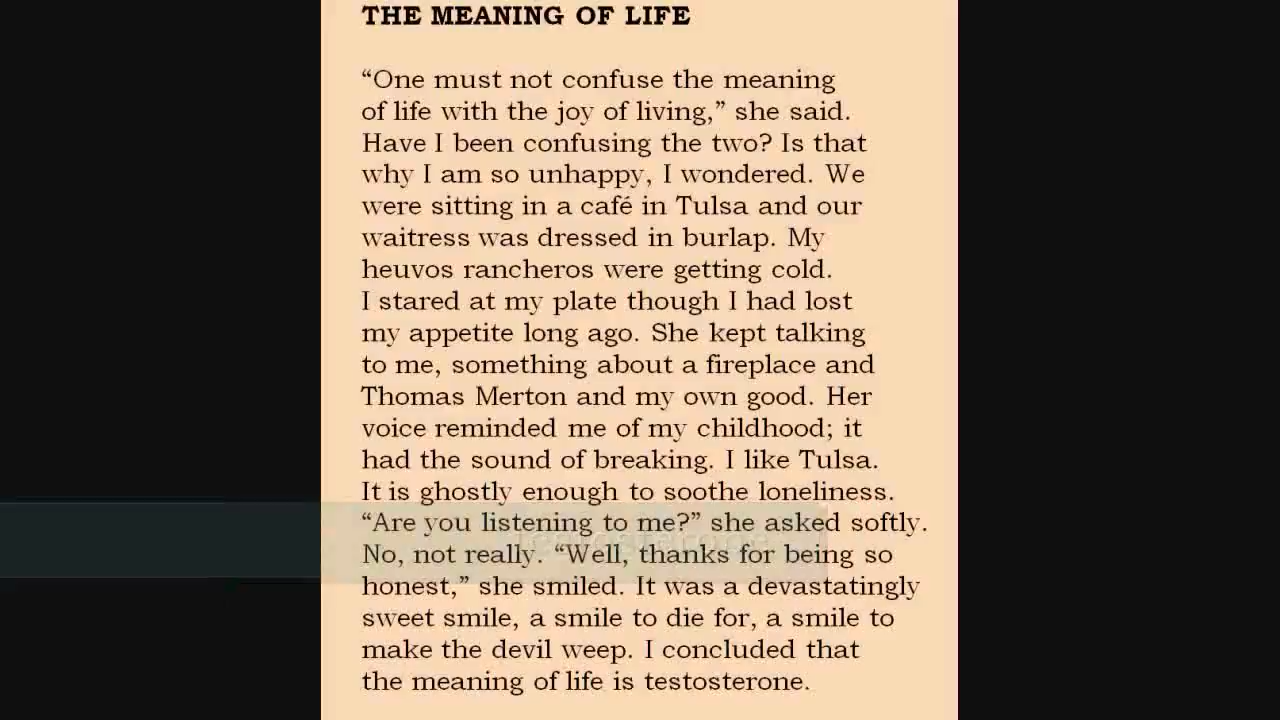 THE MEANING OF LIFE
“One must not confuse the meaning
of life with the joy of living,” she said.
Have I been confusing the two? Is that
why I am so unhappy, I wondered. We
were sitting in a café in Tulsa and our
waitress was dressed in burlap. My
heuvos rancheros were getting cold.
I stared at my plate though I had lost
my appetite long ago. She kept talking
to me, something about a fireplace and
Thomas Merton and my own good. Her
voice reminded me of my childhood; it
had the sound of breaking. I like Tulsa.
It is ghostly enough to soothe loneliness.
“Are you listening to me?” she asked softly.
No, not really. “Well, thanks for being so
honest,” she smiled. It was a devastatingly
sweet smile, a smile to die for, a smile to
make the devil weep. I concluded that
the meaning of life is testosterone.